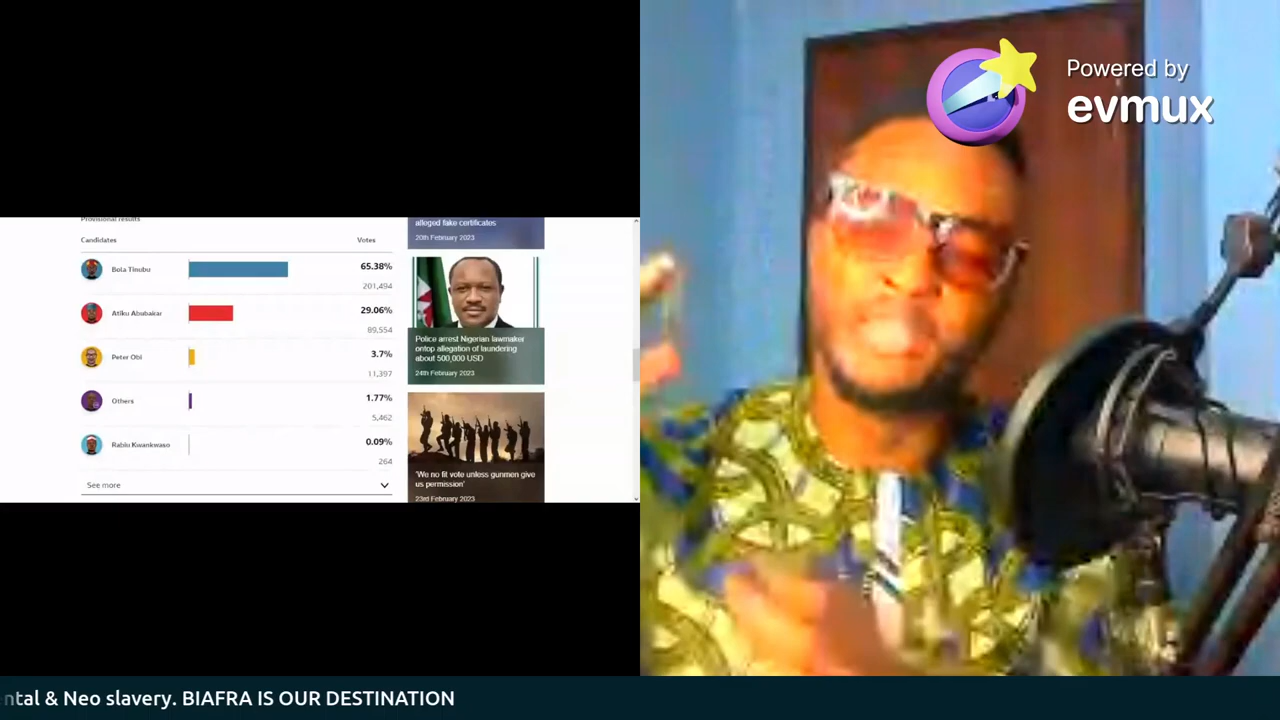 Provisional results
Candidates
Votes
Bola Tinubu
65.38%
201,494
Atiku Abubakar
29.06%
89,554
Peter Obi
3.7%
11,397
Others
1.77%
5,462
Rabiu Kwankwaso
0.09%
264
See more
alleged fake certificates
20th February 2023
Police arrest Nigerian lawmaker
ontop allegation of laundering
about 500,000 USD
24th February 2023
'We no fit vote unless gunmen give
us permission'
23rd February 2023
Powered by
evmux
ntal & Neo slavery. BIAFRA IS OUR DESTINATION